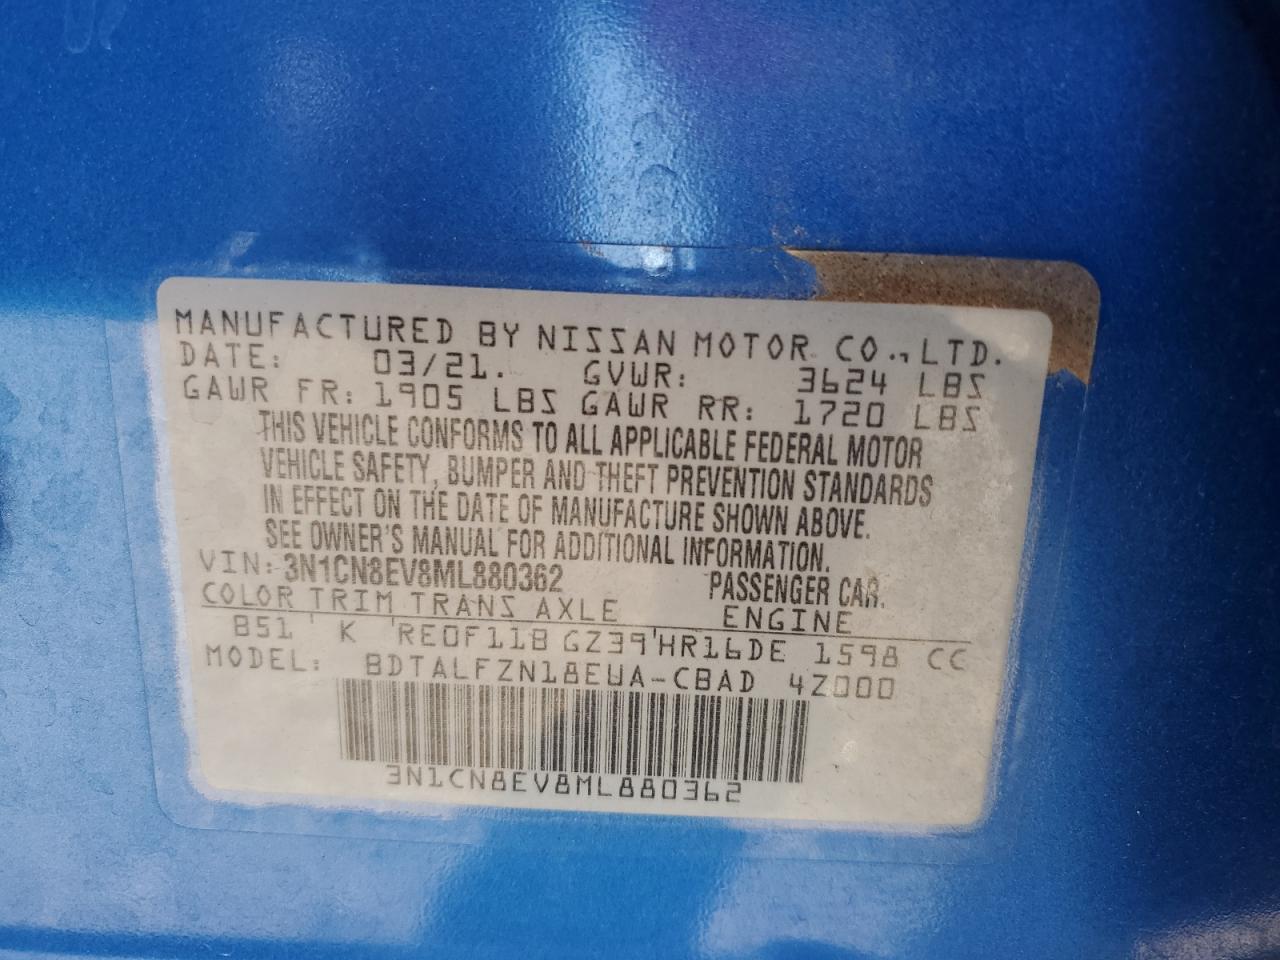 MANUFACTURED BY NISSAN MOTOR CO., LTD.
DATE: 03/21. GVWR: 3624 LBS
GAWR FR: 1905 LBS GAWR RR: 1720 LBS
THIS VEHICLE CONFORMS TO ALL APPLICABLE FEDERAL MOTOR
VEHICLE SAFETY, BUMPER AND THEFT PREVENTION STANDARDS
IN EFFECT ON THE DATE OF MANUFACTURE SHOWN ABOVE.
SEE OWNER'S MANUAL FOR ADDITIONAL INFORMATION.
VIN: 3N1CN8EV8ML880362 PASSENGER CAR.
COLOR TRIM TRANS AXLE ENGINE
B51 K RE0F11B GZ39 HR16DE 1598 CC
MODEL: BDTALFZN18EUA-CBAD 4Z000
3N1CN8EV8ML880362